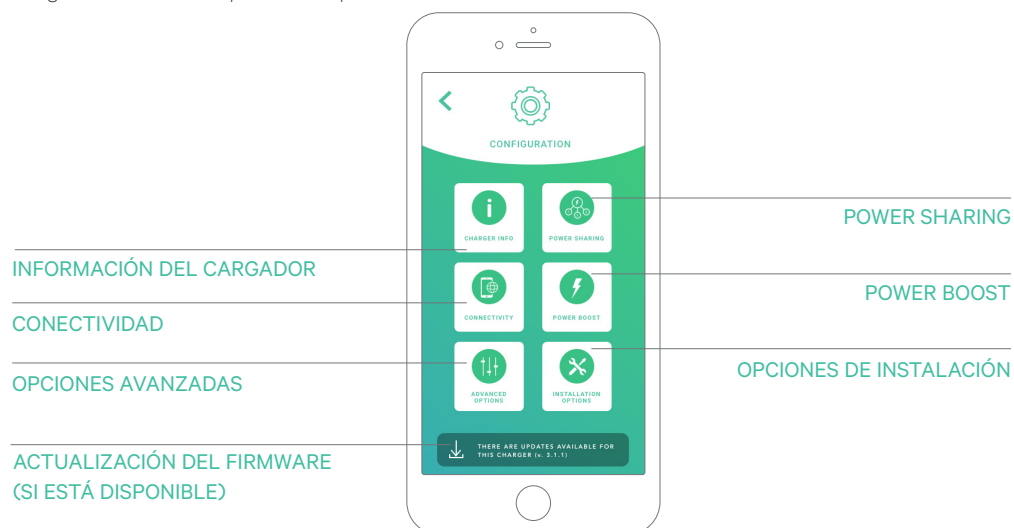 CONFIGURATION
CHARGER INFO
POWER SHARING
CONNECTIVITY
POWER BOOST
ADVANCED
OPTIONS
INSTALLATION
OPTIONS
THERE ARE UPDATES AVAILABLE FOR
THIS CHARGER (v. 3.1.1)
INFORMACIÓN DEL CARGADOR
CONECTIVIDAD
OPCIONES AVANZADAS
ACTUALIZACIÓN DEL FIRMWARE
(SI ESTÁ DISPONIBLE)
POWER SHARING
POWER BOOST
OPCIONES DE INSTALACIÓN